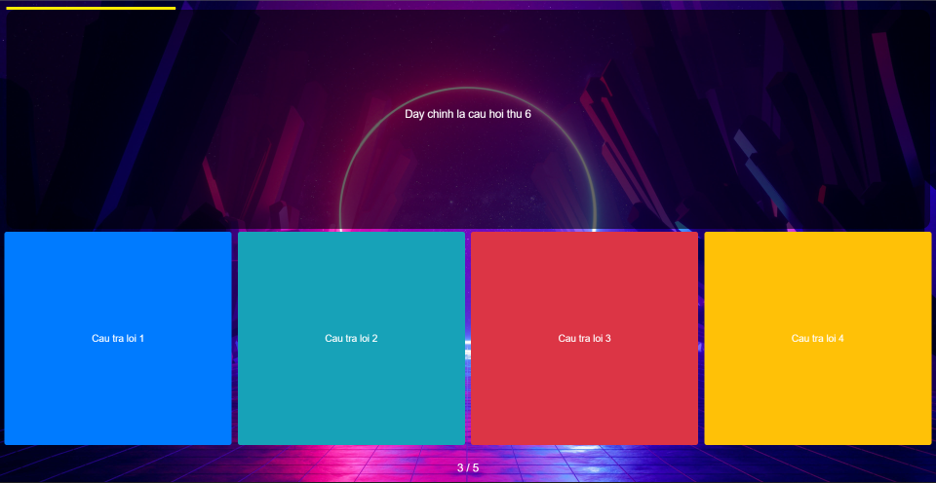 Day chinh la cau hoi thu 6
Cau tra loi 1
Cau tra loi 2
Cau tra loi 3
Cau tra loi 4
3 / 5